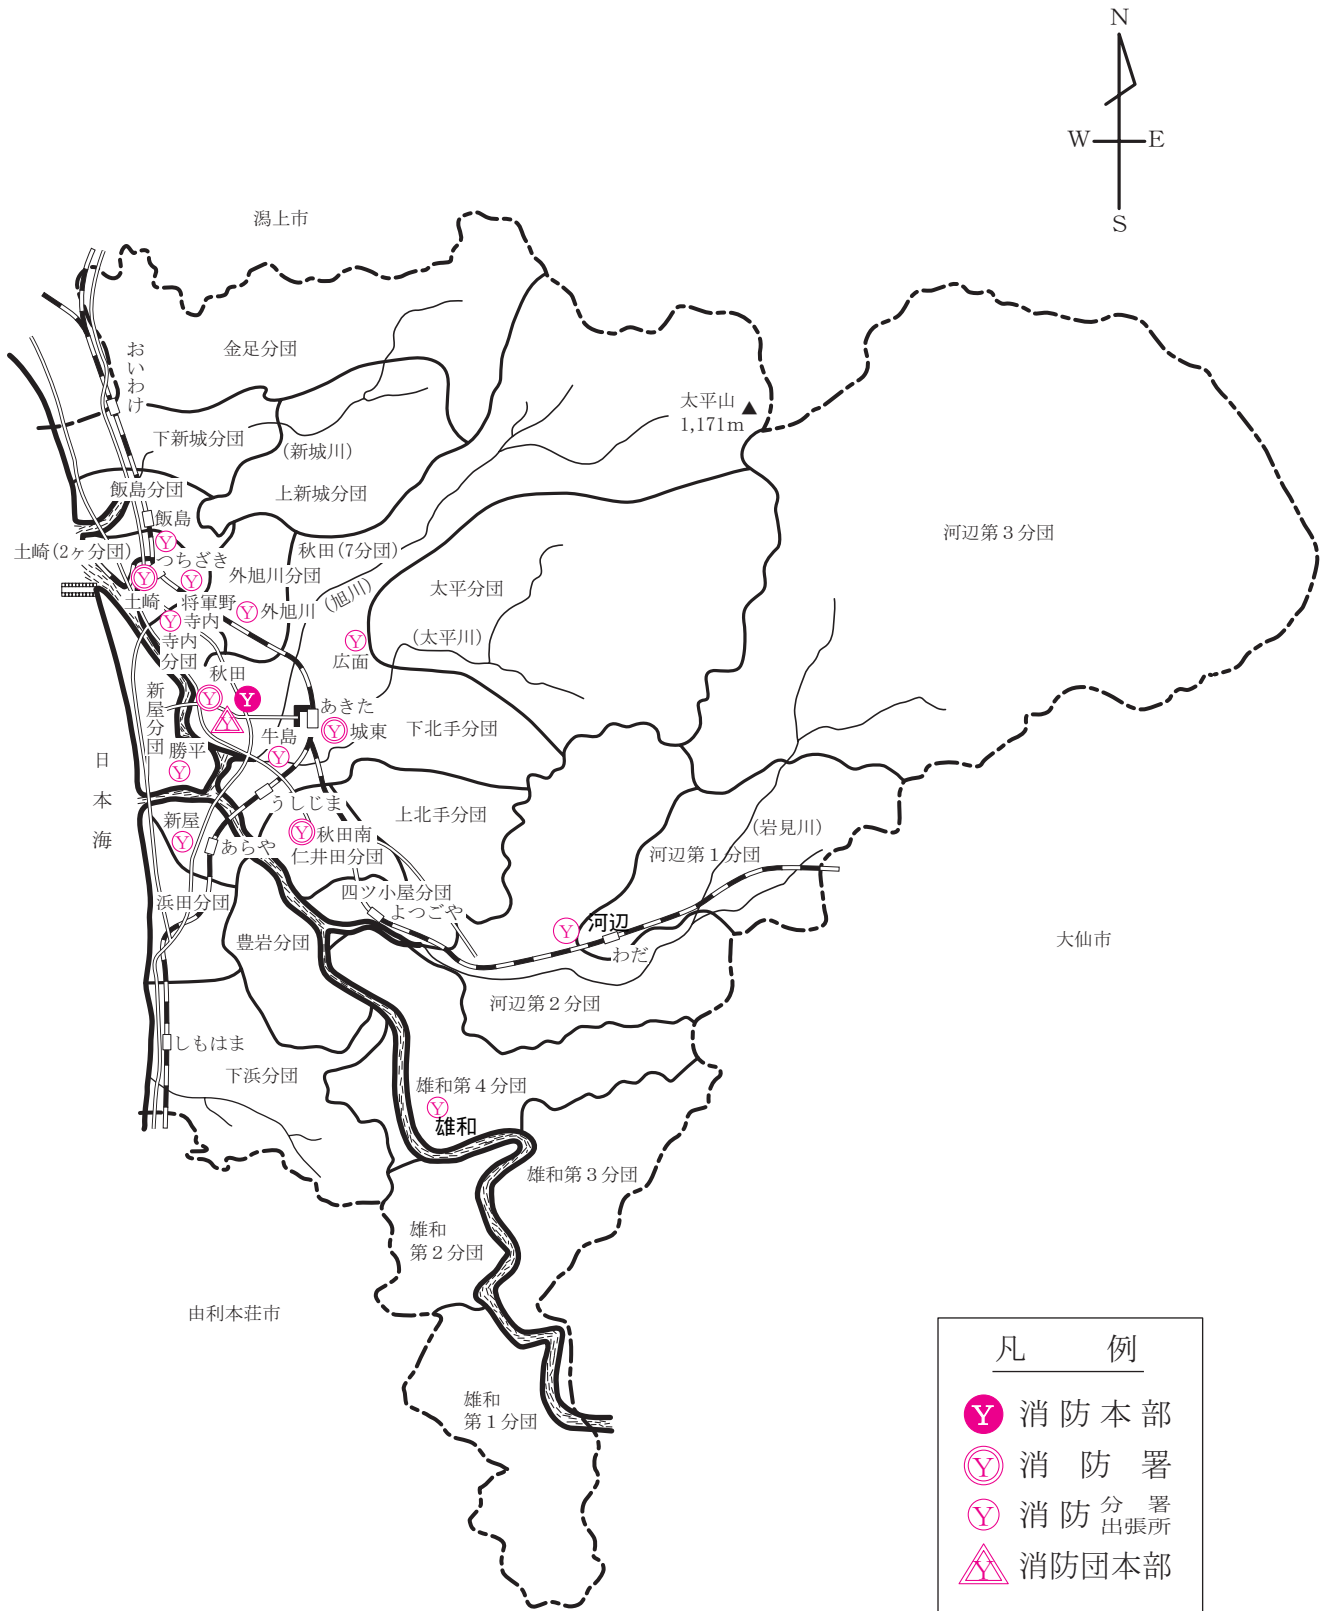 N
W E
S
潟上市
おいわけ
金足分団
太平山
1,171m
下新城分団
(新城川)
飯島分団
上新城分団
飯島
土崎(2ヶ分団)
Y
つちざき
秋田(7分団)
河辺第3分団
外旭川分団
Y
Y
土崎
将軍野
(旭川)
太平分団
Y
外旭川
Y
寺内
寺内
分団
Y
広面
(太平川)
秋田
新屋分団
Y
Y
Y
あきた
Y
城東
下北手分団
牛島
Y
勝平
Y
日本海
うしじま
上北手分団
(岩見川)
新屋
Y
あらや
Y
秋田南
仁井田分団
河辺第1分団
四ツ小屋分団
よつごや
浜田分団
豊岩分団
Y
河辺
わだ
大仙市
河辺第2分団
しもはま
下浜分団
雄和第4分団
Y
雄和
雄和第3分団
雄和
第2分団
由利本荘市
雄和
第1分団
凡 例
Y 消防本部
Y 消防署
Y 消防 分署
出張所
Y 消防団本部